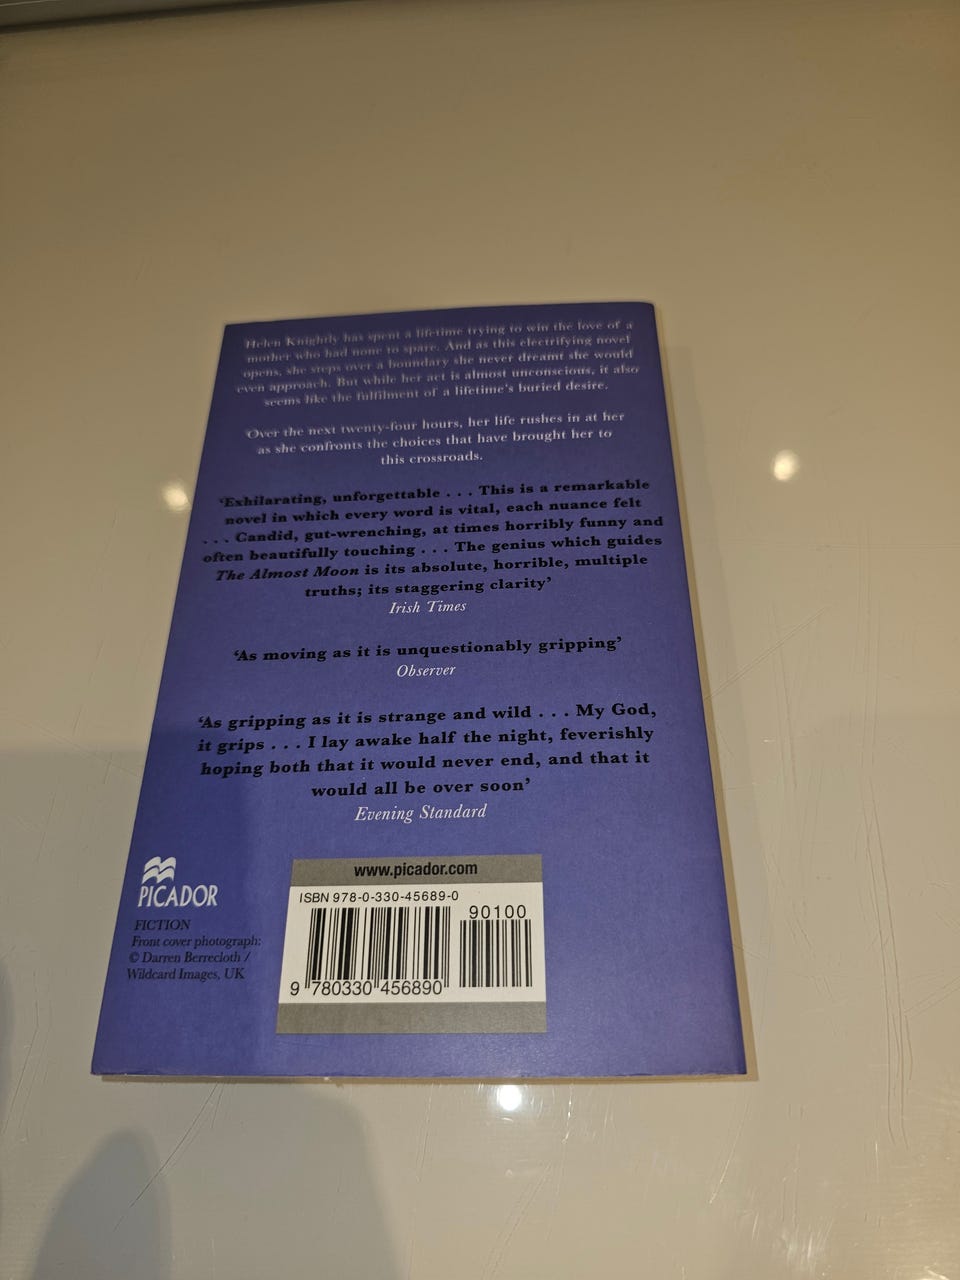 Helen Knightly has spent a lifetime trying to win the love of a
mother who had none to spare. And as this electrifying novel
opens, she steps over a boundary she never dreamt she would
even approach. But while her act is almost unconscious, it also
seems like the fulfilment of a lifetime's buried desire.
Over the next twenty-four hours, her life rushes in at her
as she confronts the choices that have brought her to
this crossroads.
‘Exhilarating, unforgettable . . . This is a remarkable
novel in which every word is vital, each nuance felt
. . . Candid, gut-wrenching, at times horribly funny and
often beautifully touching . . . The genius which guides
The Almost Moon is its absolute, horrible, multiple
truths; its staggering clarity’
Irish Times
‘As moving as it is unquestionably gripping’
Observer
‘As gripping as it is strange and wild . . . My God,
it grips . . . I lay awake half the night, feverishly
hoping both that it would never end, and that it
would all be over soon’
Evening Standard
PICADOR
FICTION
Front cover photograph:
© Darren Berrecloth /
Wildcard Images, UK
www.picador.com
ISBN 978-0-330-45689-0
90100
9 780330 456890